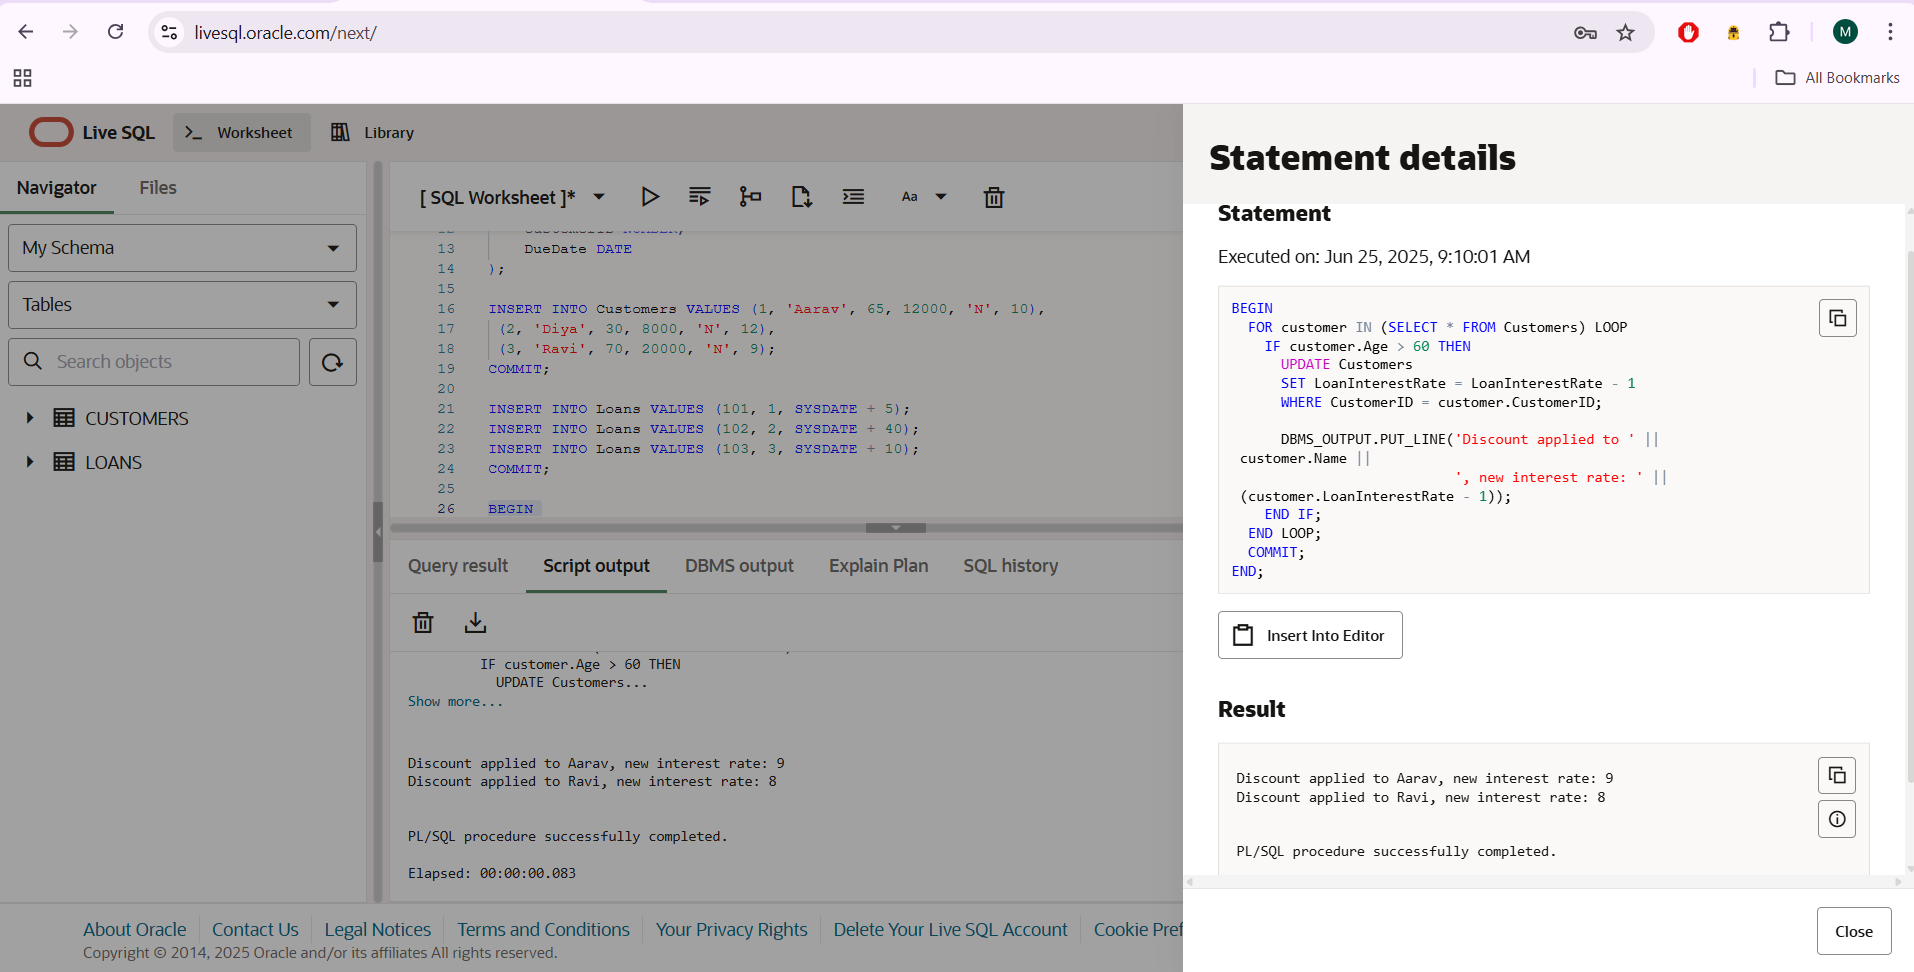 livesql.oracle.com/next/
M
All Bookmarks
Live SQL
Worksheet
Library
Navigator
Files
My Schema
Tables
Search objects
CUSTOMERS
LOANS
[ SQL Worksheet ]*
Aa
13 DueDate DATE
14 );
15
16 INSERT INTO Customers VALUES (1, 'Aarav', 65, 12000, 'N', 10),
17 (2, 'Diya', 30, 8000, 'N', 12),
18 (3, 'Ravi', 70, 20000, 'N', 9);
19 COMMIT;
20
21 INSERT INTO Loans VALUES (101, 1, SYSDATE + 5);
22 INSERT INTO Loans VALUES (102, 2, SYSDATE + 40);
23 INSERT INTO Loans VALUES (103, 3, SYSDATE + 10);
24 COMMIT;
25
26 BEGIN
Query result
Script output
DBMS output
Explain Plan
SQL history
IF customer.Age > 60 THEN
UPDATE Customers...
Show more...
Discount applied to Aarav, new interest rate: 9
Discount applied to Ravi, new interest rate: 8
PL/SQL procedure successfully completed.
Elapsed: 00:00:00.083
About Oracle
Contact Us
Legal Notices
Terms and Conditions
Your Privacy Rights
Delete Your Live SQL Account
Cookie Pref
Copyright © 2014, 2025 Oracle and/or its affiliates All rights reserved.
Statement details
Statement
Executed on: Jun 25, 2025, 9:10:01 AM
BEGIN
FOR customer IN (SELECT * FROM Customers) LOOP
IF customer.Age > 60 THEN
UPDATE Customers
SET LoanInterestRate = LoanInterestRate - 1
WHERE CustomerID = customer.CustomerID;
DBMS_OUTPUT.PUT_LINE('Discount applied to ' ||
customer.Name ||
', new interest rate: ' ||
(customer.LoanInterestRate - 1));
END IF;
END LOOP;
COMMIT;
END;
Insert Into Editor
Result
Discount applied to Aarav, new interest rate: 9
Discount applied to Ravi, new interest rate: 8
PL/SQL procedure successfully completed.
Close